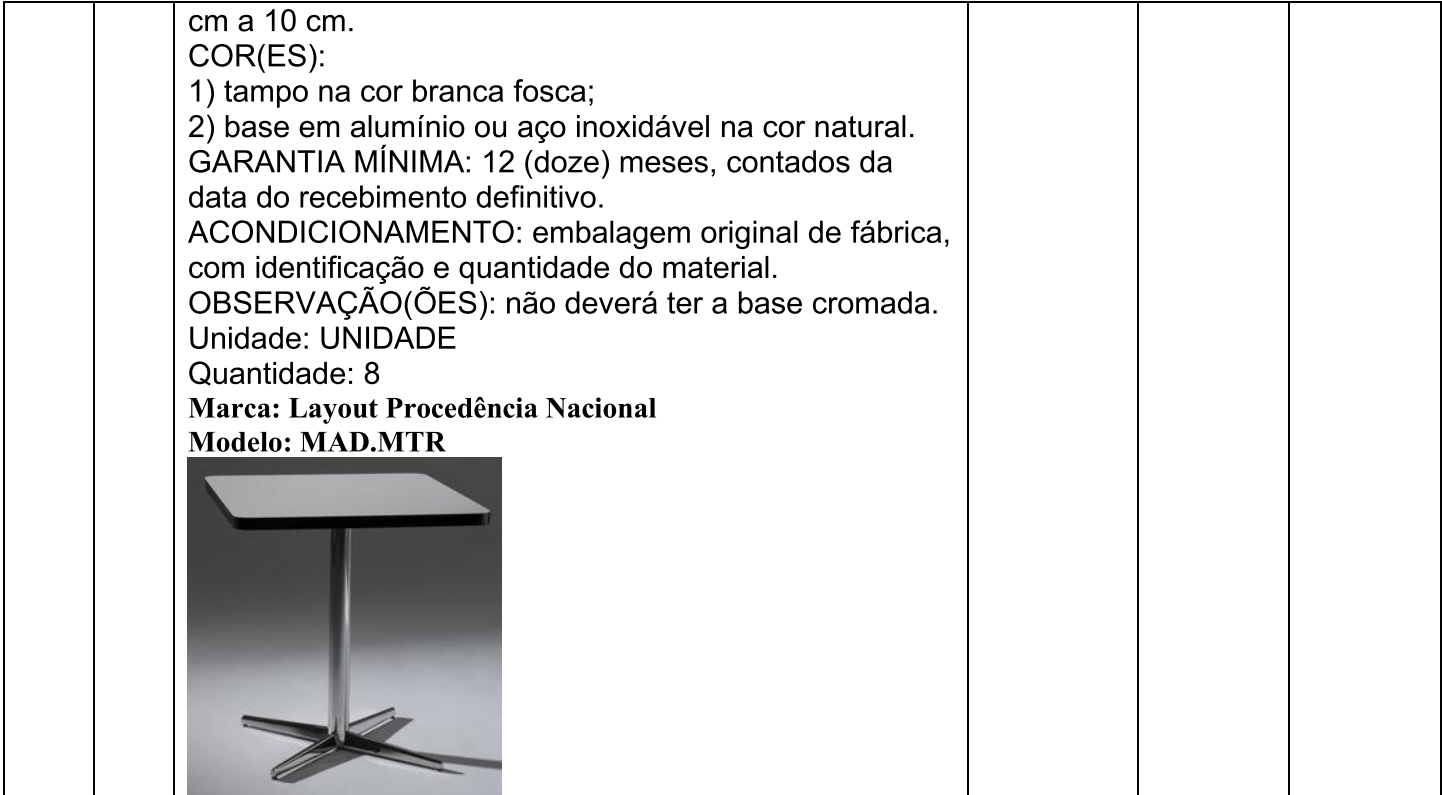 cm a 10 cm.
COR(ES):
1) tampo na cor branca fosca;
2) base em alumínio ou aço inoxidável na cor natural.
GARANTIA MÍNIMA: 12 (doze) meses, contados da
data do recebimento definitivo.
ACONDICIONAMENTO: embalagem original de fábrica,
com identificação e quantidade do material.
OBSERVAÇÃO(ÕES): não deverá ter a base cromada.
Unidade: UNIDADE
Quantidade: 8
Marca: Layout Procedência Nacional
Modelo: MAD.MTR